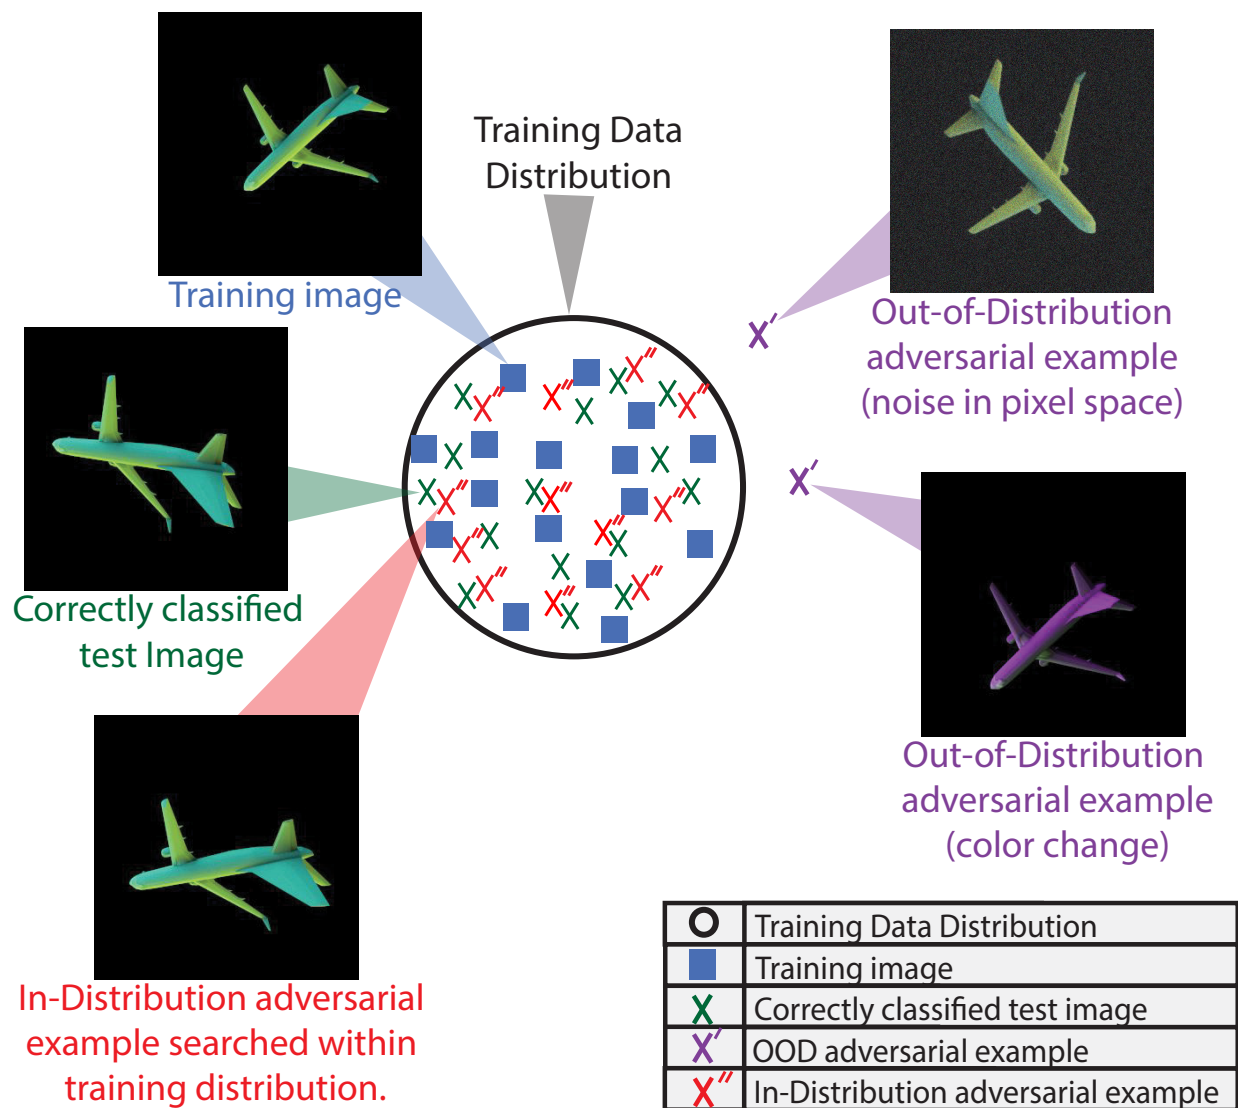 Training Data
Distribution
Training image
Out-of-Distribution
adversarial example
(noise in pixel space)
X′
X′
X″
Correctly classified
test Image
Out-of-Distribution
adversarial example
(color change)
In-Distribution adversarial
example searched within
training distribution.
Training Data Distribution
Training image
X Correctly classified test image
X′ OOD adversarial example
X″ In-Distribution adversarial example